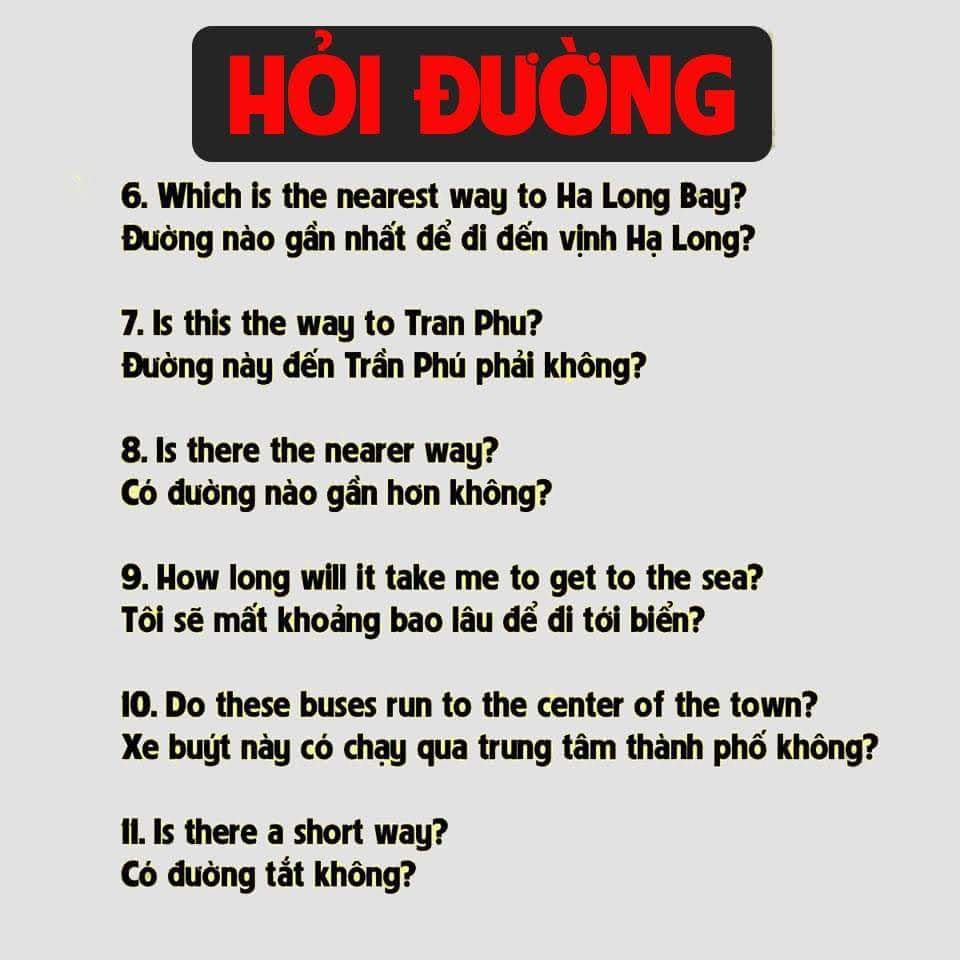 HỎI ĐƯỜNG
6. Which is the nearest way to Ha Long Bay?
Đường nào gần nhất để đi đến vịnh Hạ Long?
7. Is this the way to Tran Phu?
Đường này đến Trần Phú phải không?
8. Is there the nearer way?
Có đường nào gần hơn không?
9. How long will it take me to get to the sea?
Tôi sẽ mất khoảng bao lâu để đi tới biển?
10. Do these buses run to the center of the town?
Xe buýt này có chạy qua trung tâm thành phố không?
11. Is there a short way?
Có đường tắt không?